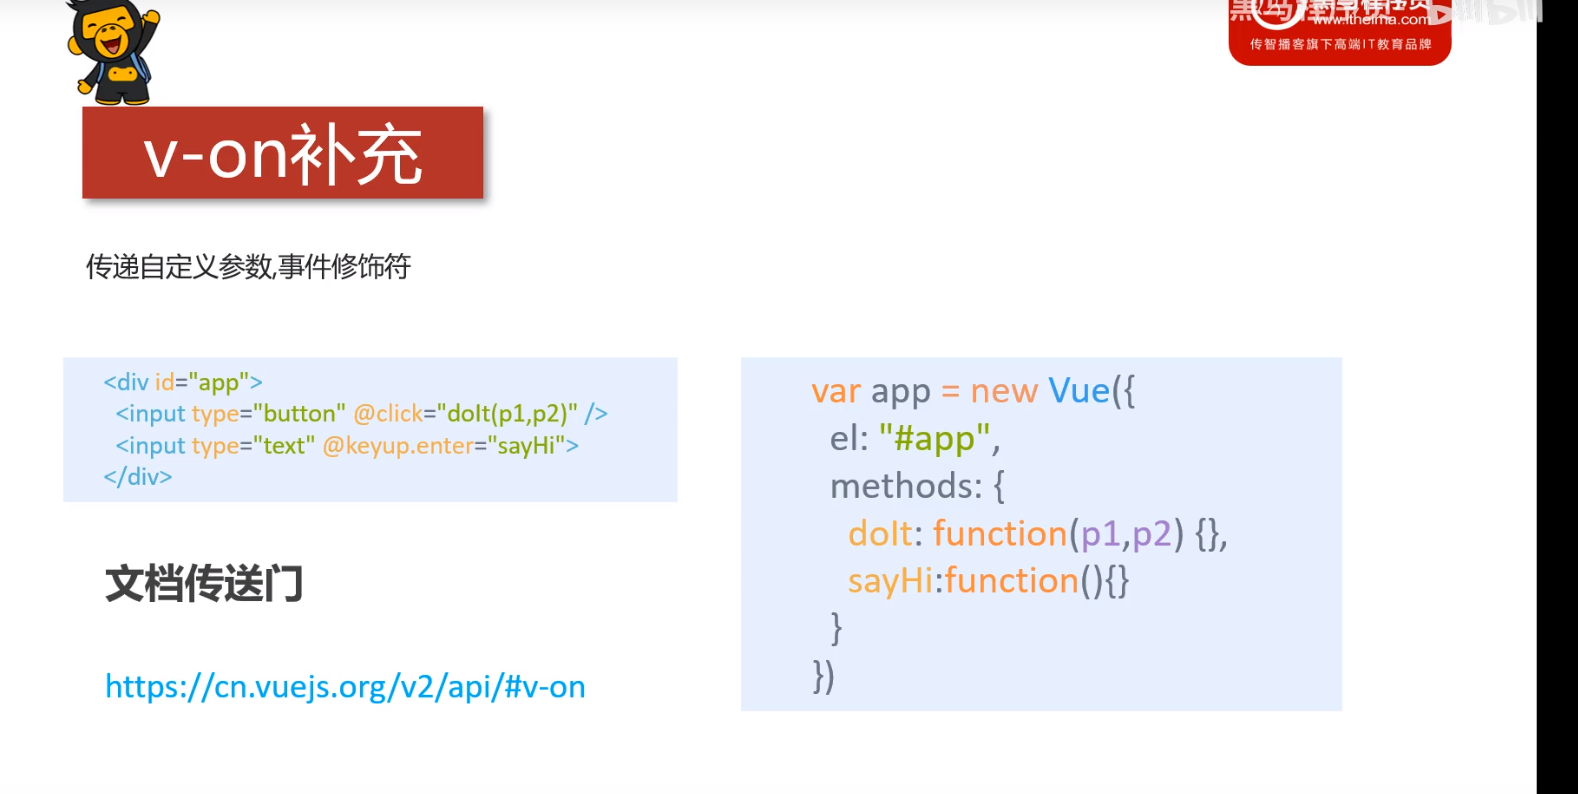 www.itheima.com
传智播客旗下高端IT教育品牌
v-on补充
传递自定义参数,事件修饰符
<div id="app">
<input type="button" @click="doIt(p1,p2)" />
<input type="text" @keyup.enter="sayHi">
</div>
文档传送门
https://cn.vuejs.org/v2/api/#v-on
var app = new Vue({
el: "#app",
methods: {
doIt: function(p1,p2) {},
sayHi:function(){}
}
})